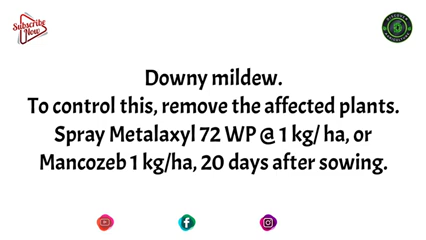 Subscribe
Now
Downy mildew.
To control this, remove the affected plants.
Spray Metalaxyl 72 WP @ 1 kg/ ha, or
Mancozeb 1 kg/ha, 20 days after sowing.